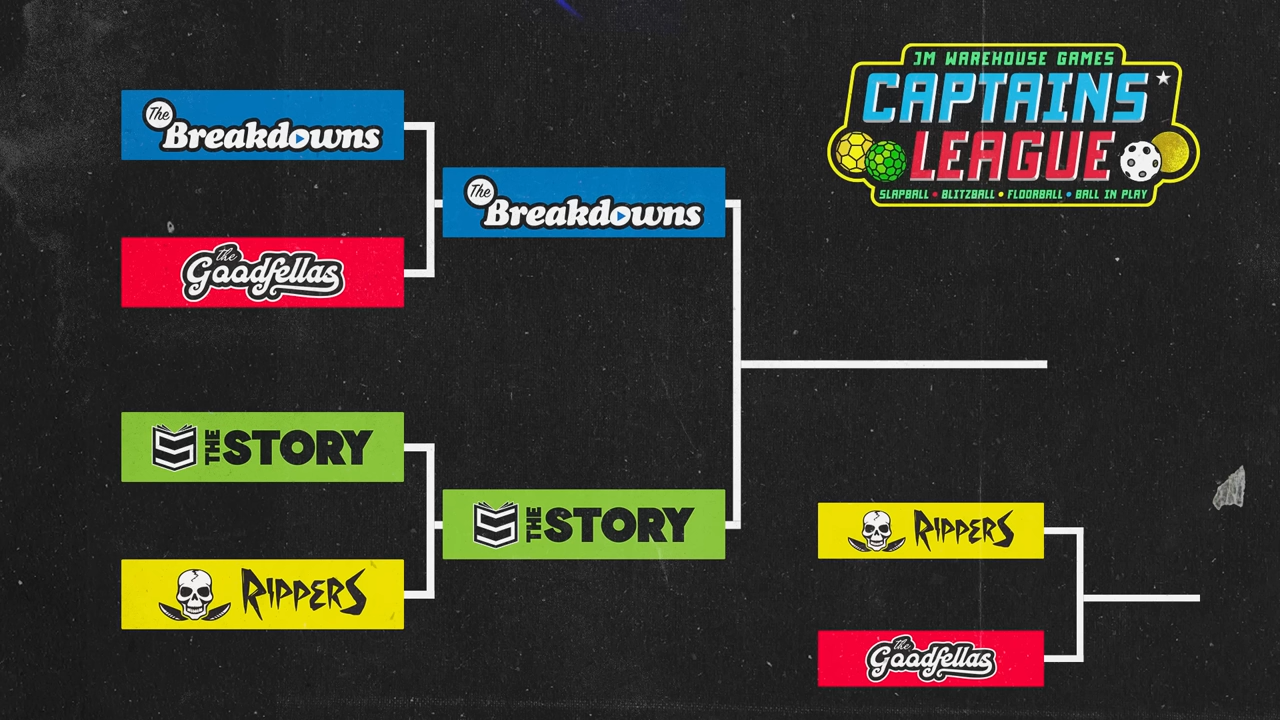 JM WAREHOUSE GAMES
CAPTAINS
LEAGUE
SLAPBALL • BLITZBALL • FLOORBALL • BALL IN PLAY
The
Breakdowns
the
Goodfellas
The
Breakdowns
S THE STORY
RIPPERS
S THE STORY
RIPPERS
the
Goodfellas